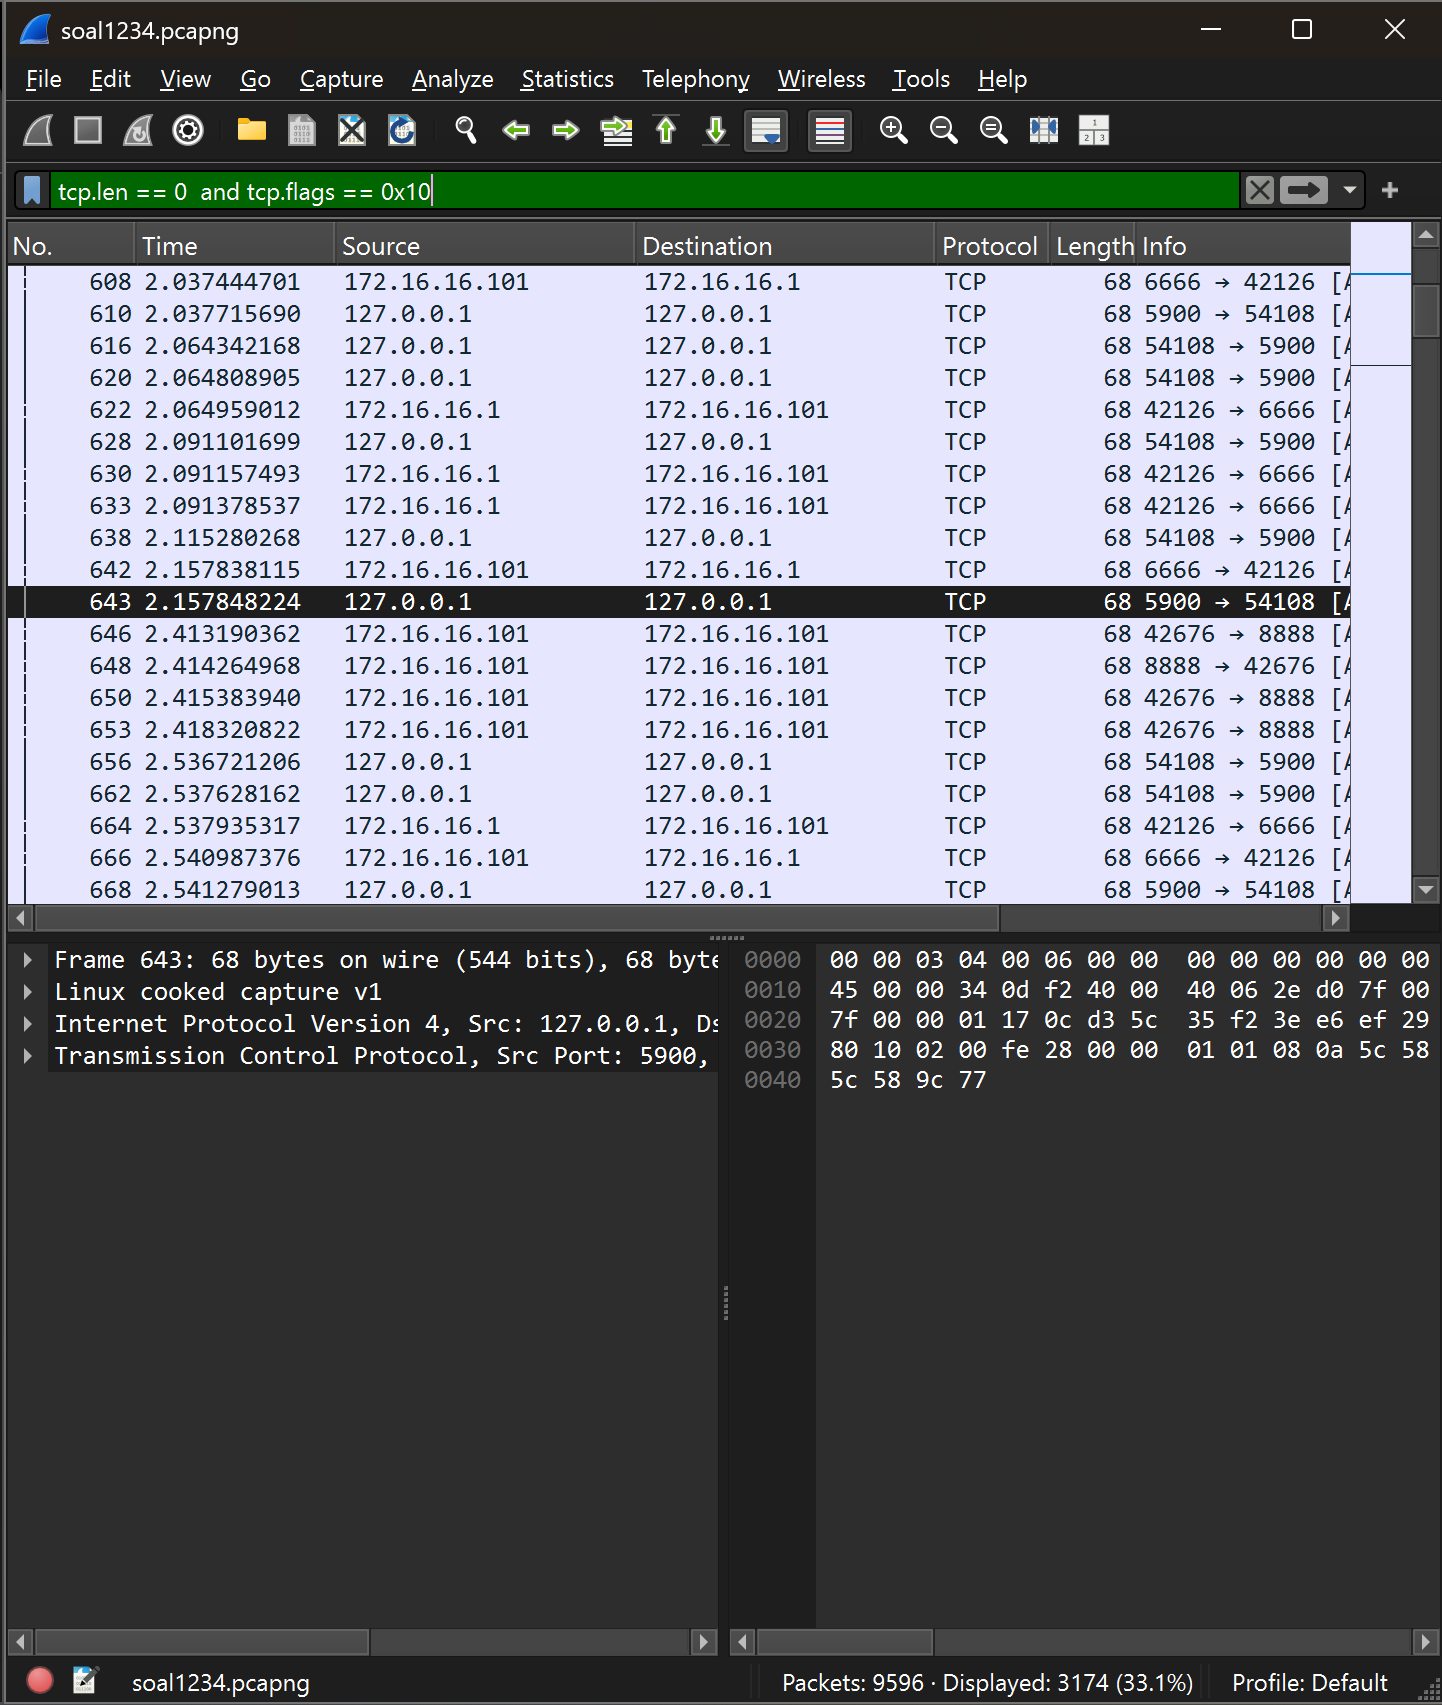 soal1234.pcapng
File Edit View Go Capture Analyze Statistics Telephony Wireless Tools Help
tcp.len == 0  and tcp.flags == 0x10
No. Time Source Destination Protocol Length Info
608 2.037444701 172.16.16.101 172.16.16.1 TCP 68 6666 → 42126 [A
610 2.037715690 127.0.0.1 127.0.0.1 TCP 68 5900 → 54108 [A
616 2.064342168 127.0.0.1 127.0.0.1 TCP 68 54108 → 5900 [A
620 2.064808905 127.0.0.1 127.0.0.1 TCP 68 54108 → 5900 [A
622 2.064959012 172.16.16.1 172.16.16.101 TCP 68 42126 → 6666 [A
628 2.091101699 127.0.0.1 127.0.0.1 TCP 68 54108 → 5900 [A
630 2.091157493 172.16.16.1 172.16.16.101 TCP 68 42126 → 6666 [A
633 2.091378537 172.16.16.1 172.16.16.101 TCP 68 42126 → 6666 [A
638 2.115280268 127.0.0.1 127.0.0.1 TCP 68 54108 → 5900 [A
642 2.157838115 172.16.16.101 172.16.16.1 TCP 68 6666 → 42126 [A
643 2.157848224 127.0.0.1 127.0.0.1 TCP 68 5900 → 54108 [A
646 2.413190362 172.16.16.101 172.16.16.101 TCP 68 42676 → 8888 [A
648 2.414264968 172.16.16.101 172.16.16.101 TCP 68 8888 → 42676 [A
650 2.415383940 172.16.16.101 172.16.16.101 TCP 68 42676 → 8888 [A
653 2.418320822 172.16.16.101 172.16.16.101 TCP 68 42676 → 8888 [A
656 2.536721206 127.0.0.1 127.0.0.1 TCP 68 54108 → 5900 [A
662 2.537628162 127.0.0.1 127.0.0.1 TCP 68 54108 → 5900 [A
664 2.537935317 172.16.16.1 172.16.16.101 TCP 68 42126 → 6666 [A
666 2.540987376 172.16.16.101 172.16.16.1 TCP 68 6666 → 42126 [A
668 2.541279013 127.0.0.1 127.0.0.1 TCP 68 5900 → 54108 [A
Frame 643: 68 bytes on wire (544 bits), 68 byte
Linux cooked capture v1
Internet Protocol Version 4, Src: 127.0.0.1, Ds
Transmission Control Protocol, Src Port: 5900,
0000 00 00 03 04 00 06 00 00 00 00 00 00 00 00
0010 45 00 00 34 0d f2 40 00 40 06 2e d0 7f 00
0020 7f 00 00 01 17 0c d3 5c 35 f2 3e e6 ef 29
0030 80 10 02 00 fe 28 00 00 01 01 08 0a 5c 58
0040 5c 58 9c 77
soal1234.pcapng Packets: 9596 · Displayed: 3174 (33.1%) Profile: Default